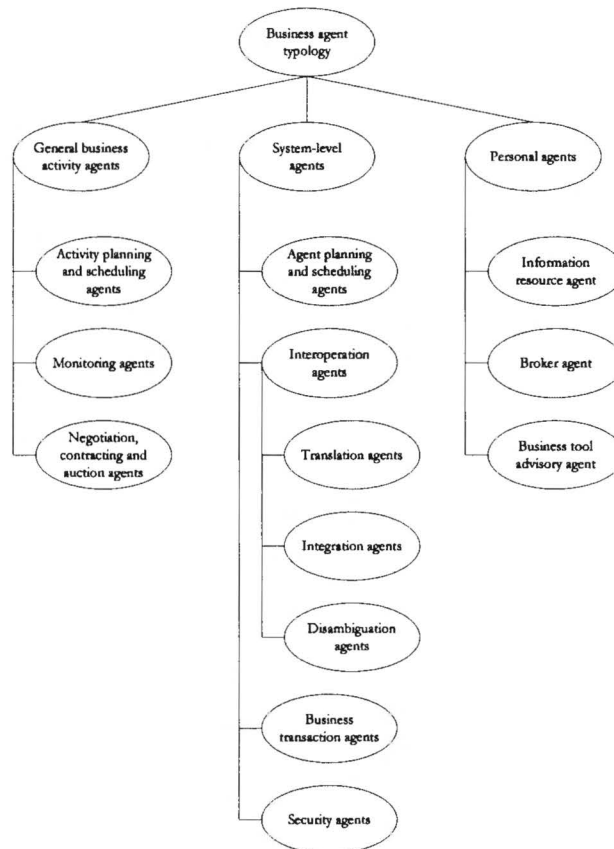 Business agent
typology
General business
activity agents
System-level
agents
Personal agents
Activity planning
and scheduling
agents
Agent planning
and scheduling
agents
Information
resource agent
Monitoring agents
Interoperation
agents
Broker agent
Negotiation,
contracting and
auction agents
Translation agents
Business tool
advisory agent
Integration agents
Disambiguation
agents
Business
transaction agents
Security agents